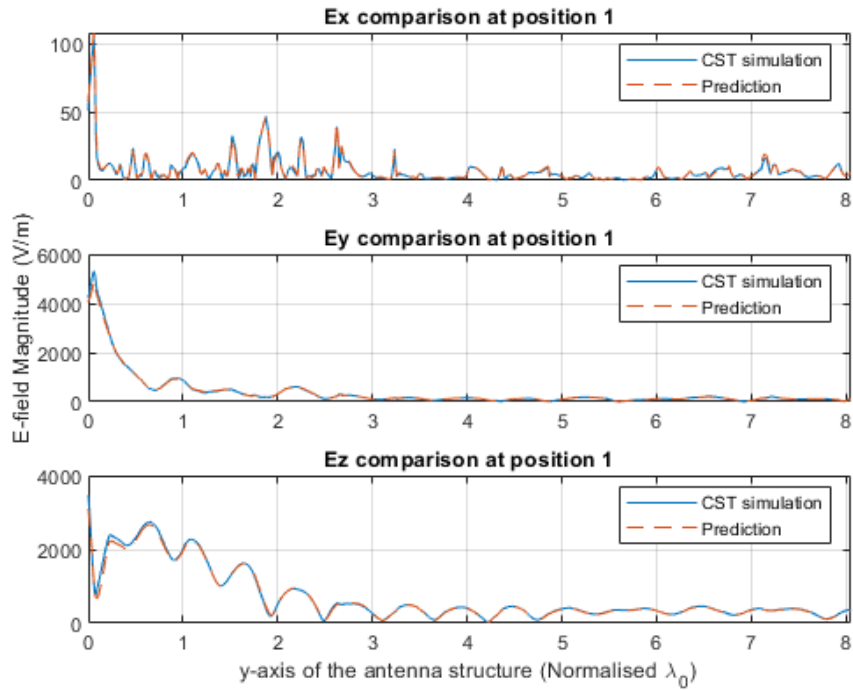 Ex comparison at position 1
100
50
0
CST simulation
Prediction
0 1 2 3 4 5 6 7 8
Ey comparison at position 1
6000
4000
2000
0
CST simulation
Prediction
0 1 2 3 4 5 6 7 8
E-field Magnitude (V/m)
Ez comparison at position 1
4000
2000
0
CST simulation
Prediction
0 1 2 3 4 5 6 7 8
y-axis of the antenna structure (Normalised λ₀)